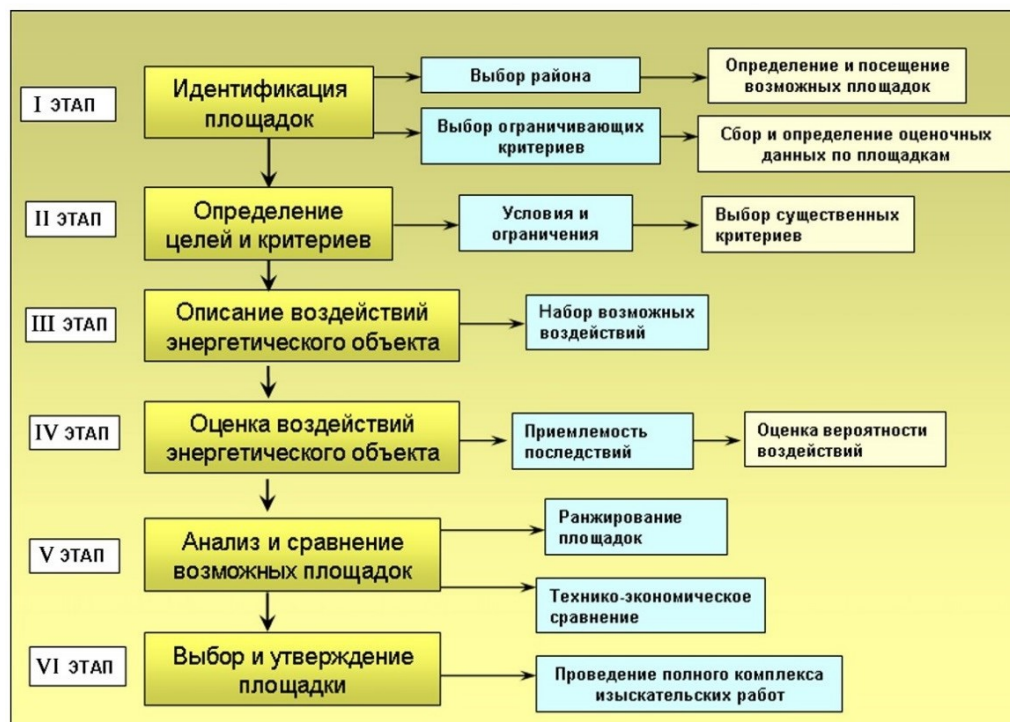 I ЭТАП
Идентификация
площадок
Выбор района
Определение и посещение
возможных площадок
Выбор ограничивающих
критериев
Сбор и определение оценочных
данных по площадкам
II ЭТАП
Определение
целей и критериев
Условия и
ограничения
Выбор существенных
критериев
III ЭТАП
Описание воздействий
энергетического объекта
Набор возможных
воздействий
IV ЭТАП
Оценка воздействий
энергетического объекта
Приемлемость
последствий
Оценка вероятности
воздействий
V ЭТАП
Анализ и сравнение
возможных площадок
Ранжирование
площадок
Технико-экономическое
сравнение
VI ЭТАП
Выбор и утверждение
площадки
Проведение полного комплекса
изыскательских работ